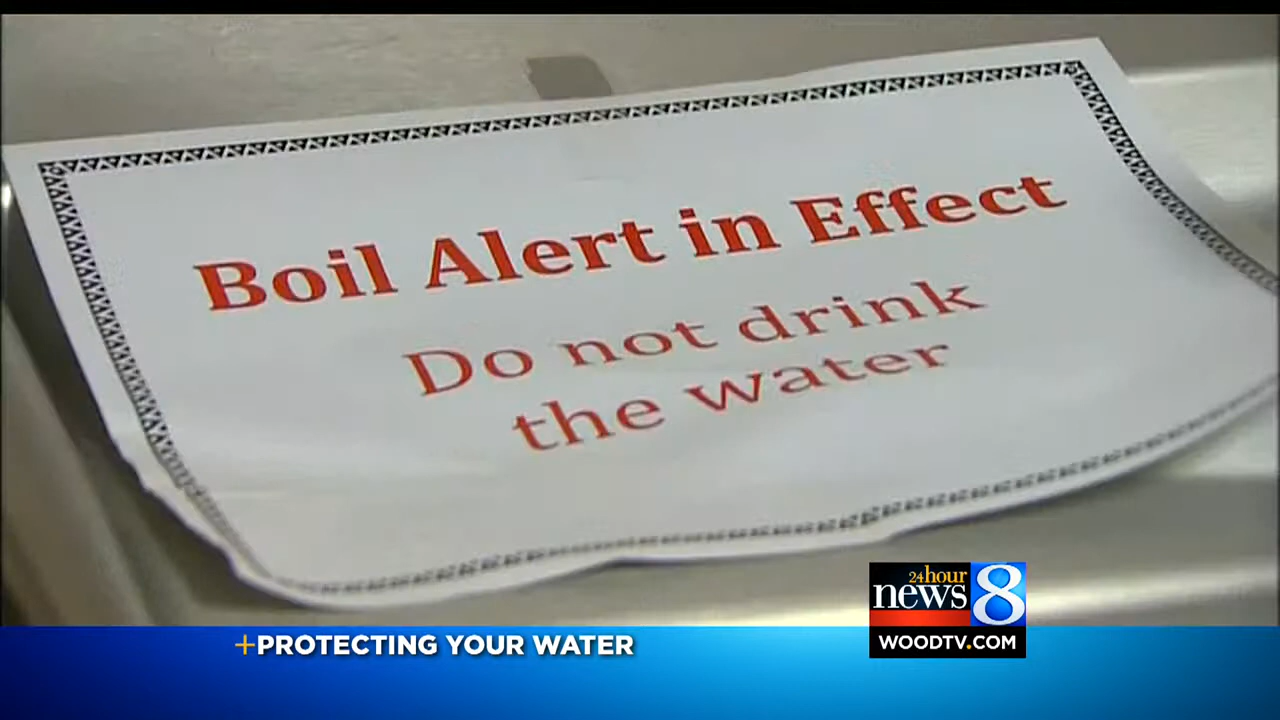 Boil Alert in Effect
Do not drink
the water
24hour
news 8
WOODTV.COM
+PROTECTING YOUR WATER